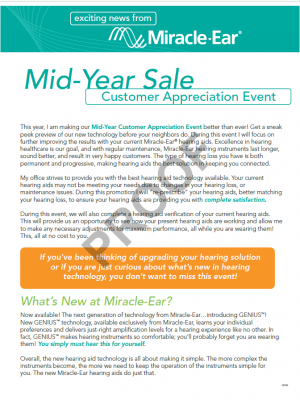 exciting news from
Miracle-Ear®
Mid-Year Sale
Customer Appreciation Event
This year, I am making our Mid-Year Customer Appreciation Event better than ever! Get a sneak
peek preview of our new technology before your neighbors do. During this event I will focus on
further improving the results with your current Miracle-Ear® hearing aids. Excellence in hearing
healthcare is our goal, and with regular maintenance, Miracle-Ear hearing instruments last longer,
sound better, and result in very happy customers. The type of hearing loss you have is both
permanent and progressive, making hearing aids the best solution in keeping you connected.
My office strives to provide you with the best hearing aid technology available. Your current
hearing aids may not be meeting your needs due to changes in your hearing loss, or
maintenance issues. During this promotion I will "re-prescribe" your hearing aids, better matching
your hearing loss, to ensure your hearing aids are providing you with complete satisfaction.
During this event, we will also complete a hearing aid verification of your current hearing aids.
This will provide us an opportunity to see how your present hearing aids are working and allow me
to make any necessary adjustments for maximum performance, all while you are wearing them!
This, all at no cost to you.
PROOF
If you've been thinking of upgrading your hearing solution
or if you are just curious about what's new in hearing
technology, you don't want to miss this event!
What's New at Miracle-Ear?
Now available! The next generation of technology from Miracle-Ear...introducing GENIUS™!
New GENIUS™ technology, available exclusively from Miracle-Ear, learns your individual
preferences and delivers just-right amplification levels for a hearing experience like no other. In
fact, GENIUS™ makes hearing instruments so comfortable; you'll probably forget you are wearing
them! You simply must hear this for yourself.
Overall, the new hearing aid technology is all about making it simple. The more complex the
instruments become, the more we need to keep the operation of the instruments simple for
you. The new Miracle-Ear hearing aids do just that.